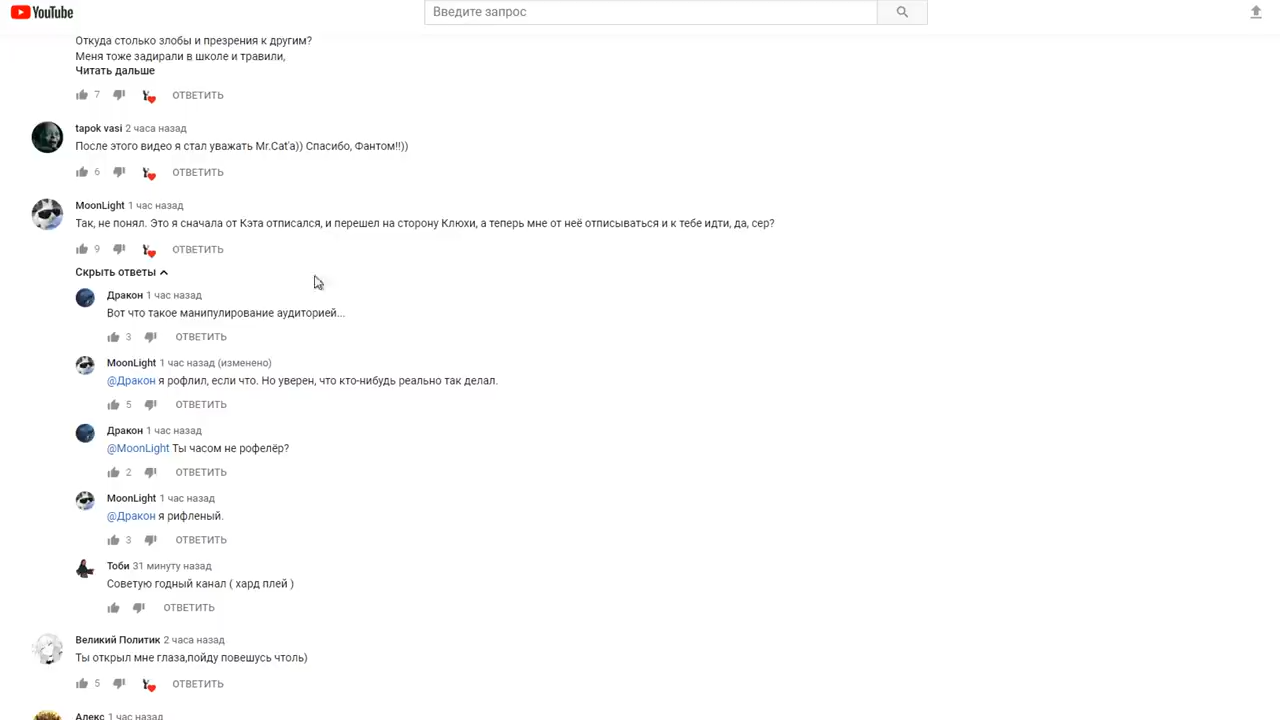 YouTube
Введите запрос
Откуда столько злобы и презрения к другим?
Меня тоже задирали в школе и травили,
Читать дальше
7 ОТВЕТИТЬ
tapok vasi 2 часа назад
После этого видео я стал уважать Mr.Cat'a)) Спасибо, Фантом!!))
6 ОТВЕТИТЬ
MoonLight 1 час назад
Так, не понял. Это я сначала от Кэта отписался, и перешел на сторону Клюхи, а теперь мне от неё отписываться и к тебе идти, да, сер?
9 ОТВЕТИТЬ
Скрыть ответы
Дракон 1 час назад
Вот что такое манипулирование аудиторией...
3 ОТВЕТИТЬ
MoonLight 1 час назад (изменено)
@Дракон я рофлил, если что. Но уверен, что кто-нибудь реально так делал.
5 ОТВЕТИТЬ
Дракон 1 час назад
@MoonLight Ты часом не рофелёр?
2 ОТВЕТИТЬ
MoonLight 1 час назад
@Дракон я рифленый.
3 ОТВЕТИТЬ
Тоби 31 минуту назад
Советую годный канал ( хард плей )
ОТВЕТИТЬ
Великий Политик 2 часа назад
Ты открыл мне глаза,пойду повешусь чтоль)
5 ОТВЕТИТЬ
Алекс 1 час назад